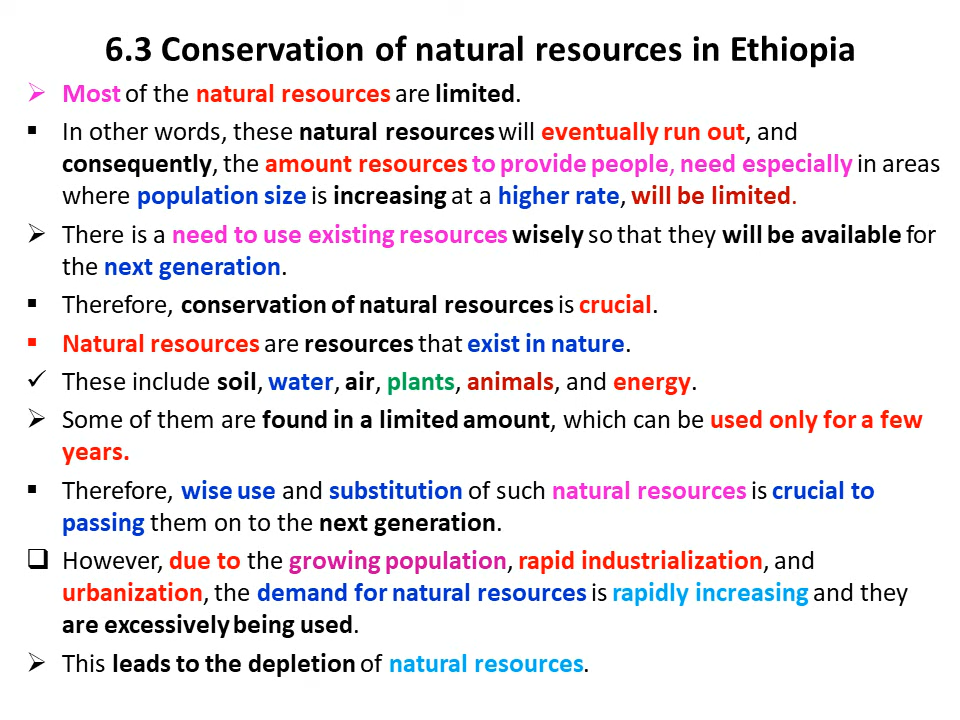 6.3 Conservation of natural resources in Ethiopia
➢ Most of the natural resources are limited.
▪ In other words, these natural resources will eventually run out, and
consequently, the amount resources to provide people, need especially in areas
where population size is increasing at a higher rate, will be limited.
➢ There is a need to use existing resources wisely so that they will be available for
the next generation.
▪ Therefore, conservation of natural resources is crucial.
▪ Natural resources are resources that exist in nature.
✓ These include soil, water, air, plants, animals, and energy.
➢ Some of them are found in a limited amount, which can be used only for a few
years.
▪ Therefore, wise use and substitution of such natural resources is crucial to
passing them on to the next generation.
❑ However, due to the growing population, rapid industrialization, and
urbanization, the demand for natural resources is rapidly increasing and they
are excessively being used.
➢ This leads to the depletion of natural resources.